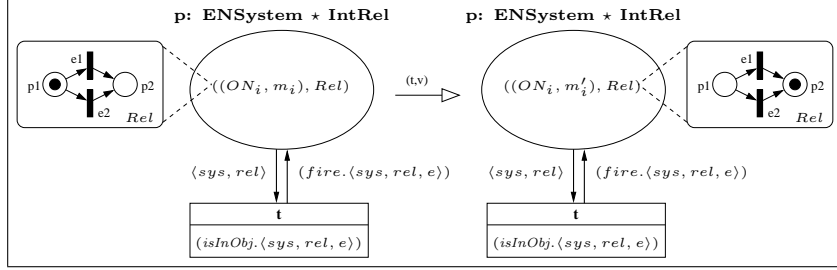 p: ENSystem ⋆ IntRel
p: ENSystem ⋆ IntRel
e1
p1
p2
e2
Rel
((ON_i, m_i), Rel)
(t,v)
((ON_i, m′_i), Rel)
e1
p1
p2
e2
Rel
⟨sys, rel⟩
(fire.⟨sys, rel, e⟩)
⟨sys, rel⟩
(fire.⟨sys, rel, e⟩)
t
t
(isInObj.⟨sys, rel, e⟩)
(isInObj.⟨sys, rel, e⟩)